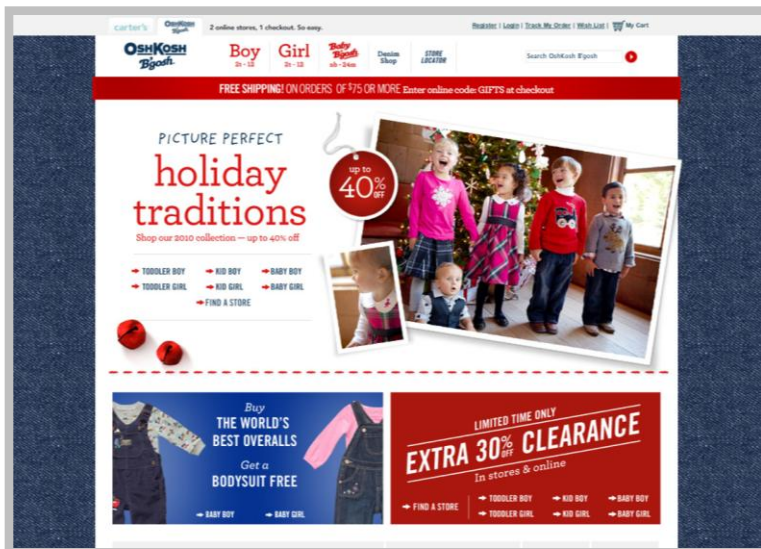 carter's
OSHKOSH B'gosh
2 online stores, 1 checkout. So easy.
Register | Login | Track My Order | Wish List | My Cart
OSHKOSH
B'gosh
Boy
2t - 12
Girl
2t - 12
Baby
B'gosh
nb - 24m
Denim
Shop
STORE
LOCATOR
Search OshKosh B'gosh
FREE SHIPPING! ON ORDERS OF $75 OR MORE Enter online code: GIFTS at checkout
PICTURE PERFECT
holiday
traditions
Shop our 2010 collection — up to 40% off
up to
40% OFF
TODDLER BOY
KID BOY
BABY BOY
TODDLER GIRL
KID GIRL
BABY GIRL
FIND A STORE
Buy
THE WORLD'S
BEST OVERALLS
Get a
BODYSUIT FREE
BABY BOY
BABY GIRL
LIMITED TIME ONLY
EXTRA 30% OFF CLEARANCE
In stores & online
FIND A STORE
TODDLER BOY
KID BOY
BABY BOY
TODDLER GIRL
KID GIRL
BABY GIRL